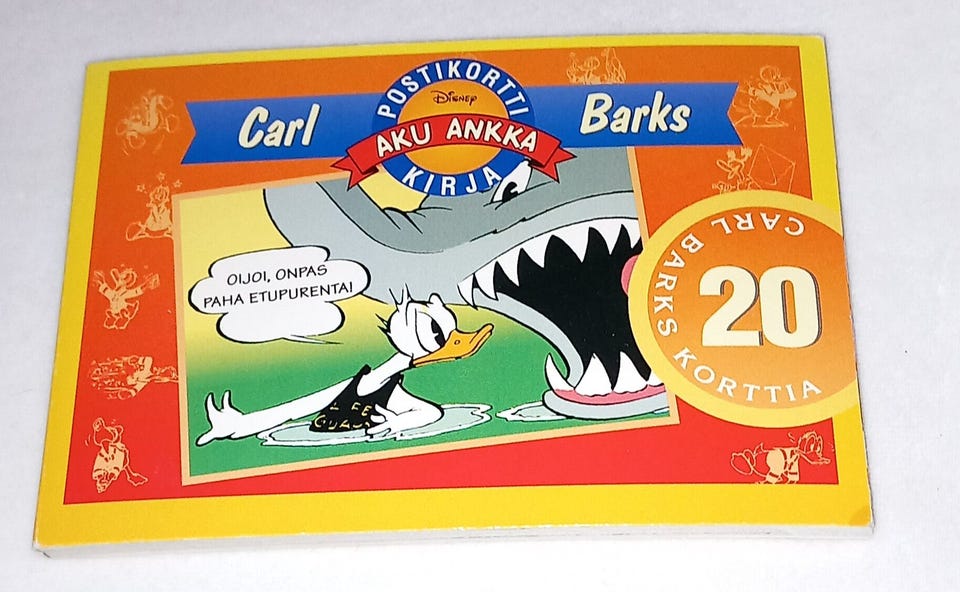 Carl
POSTIKORTTI
Disney
AKU ANKKA
KIRJA
Barks
OIJOI, ONPAS
PAHA ETUPURENTA!
CARL BARKS KORTTIA
20